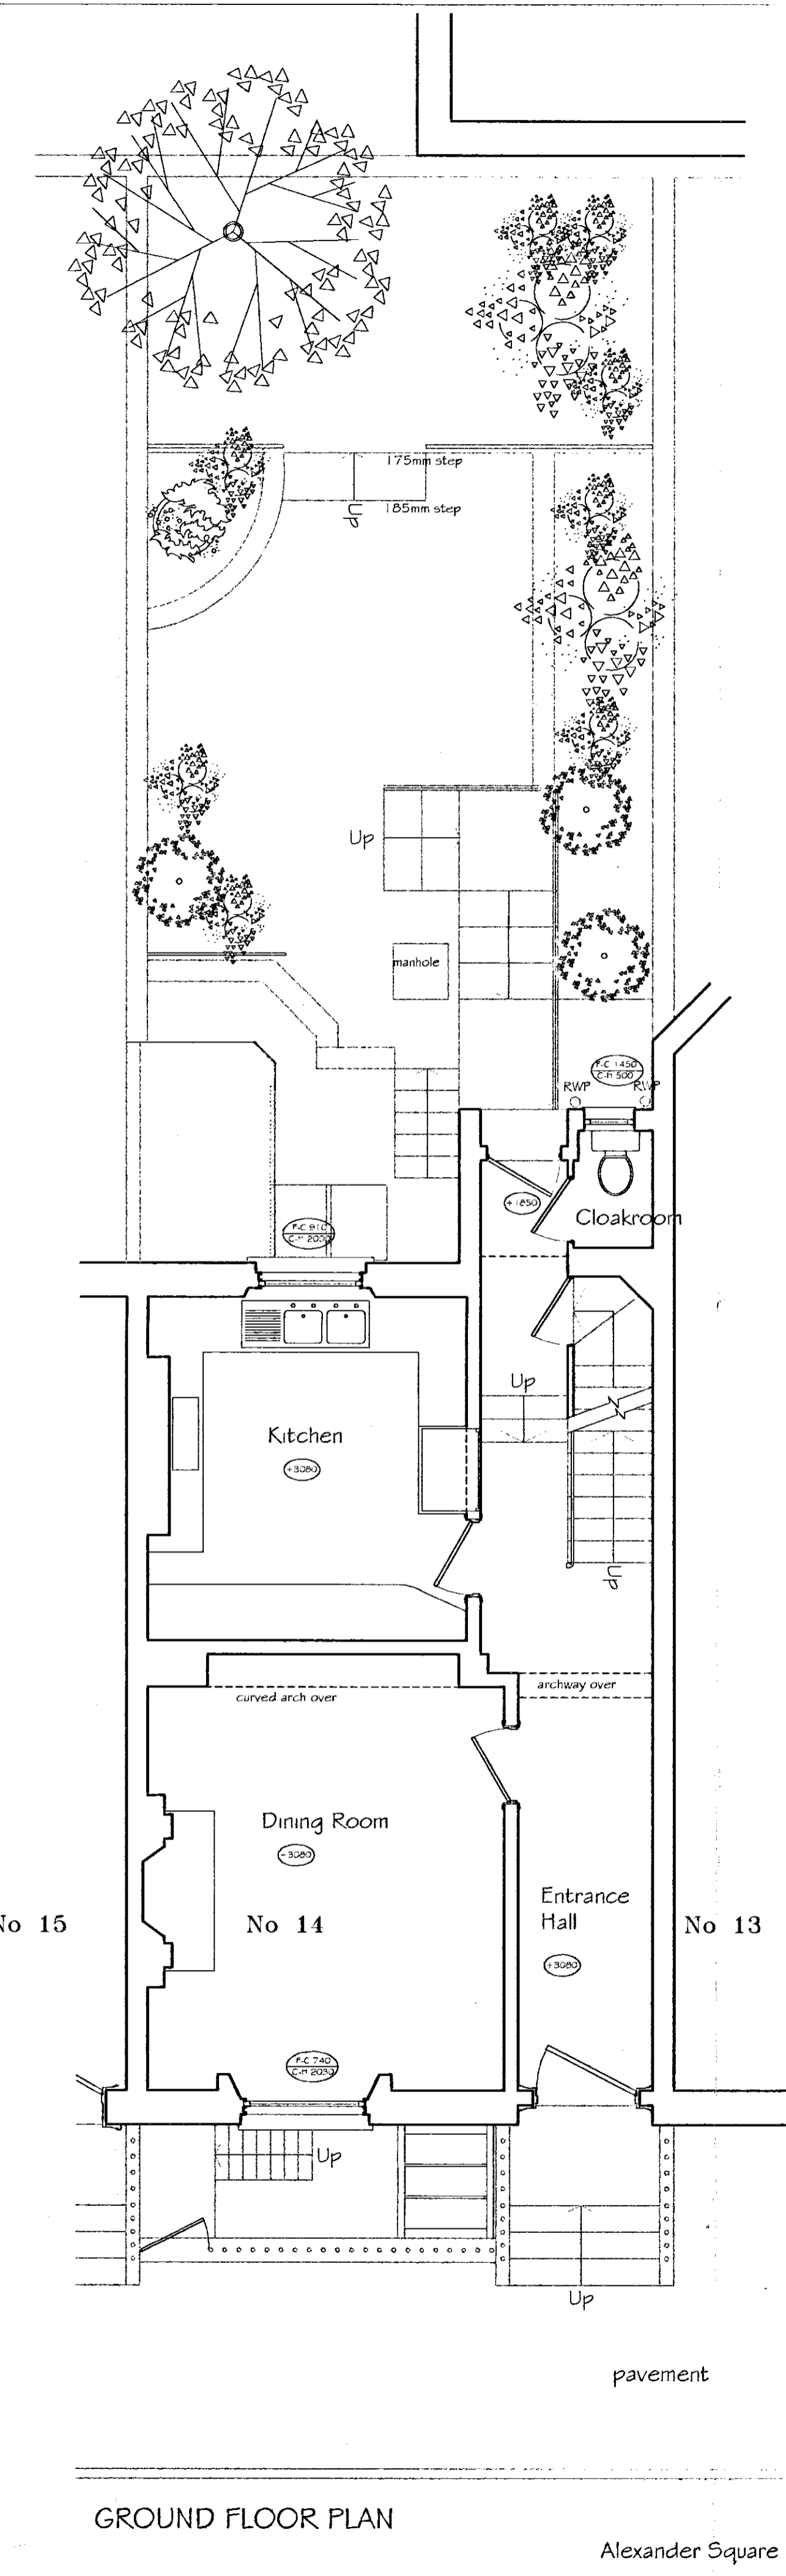 175mm step
185mm step
Up
Up
manhole
F-C 1450
C-H 500
RWP
RWP
+1850
Cloakroom
F-C 910
C-H 2000
Up
Kitchen
+3080
Up
archway over
curved arch over
Dining Room
+3080
Entrance
Hall
No 15
No 14
No 13
+3080
F-C 740
C-H 2030
Up
Up
pavement
GROUND FLOOR PLAN
Alexander Square